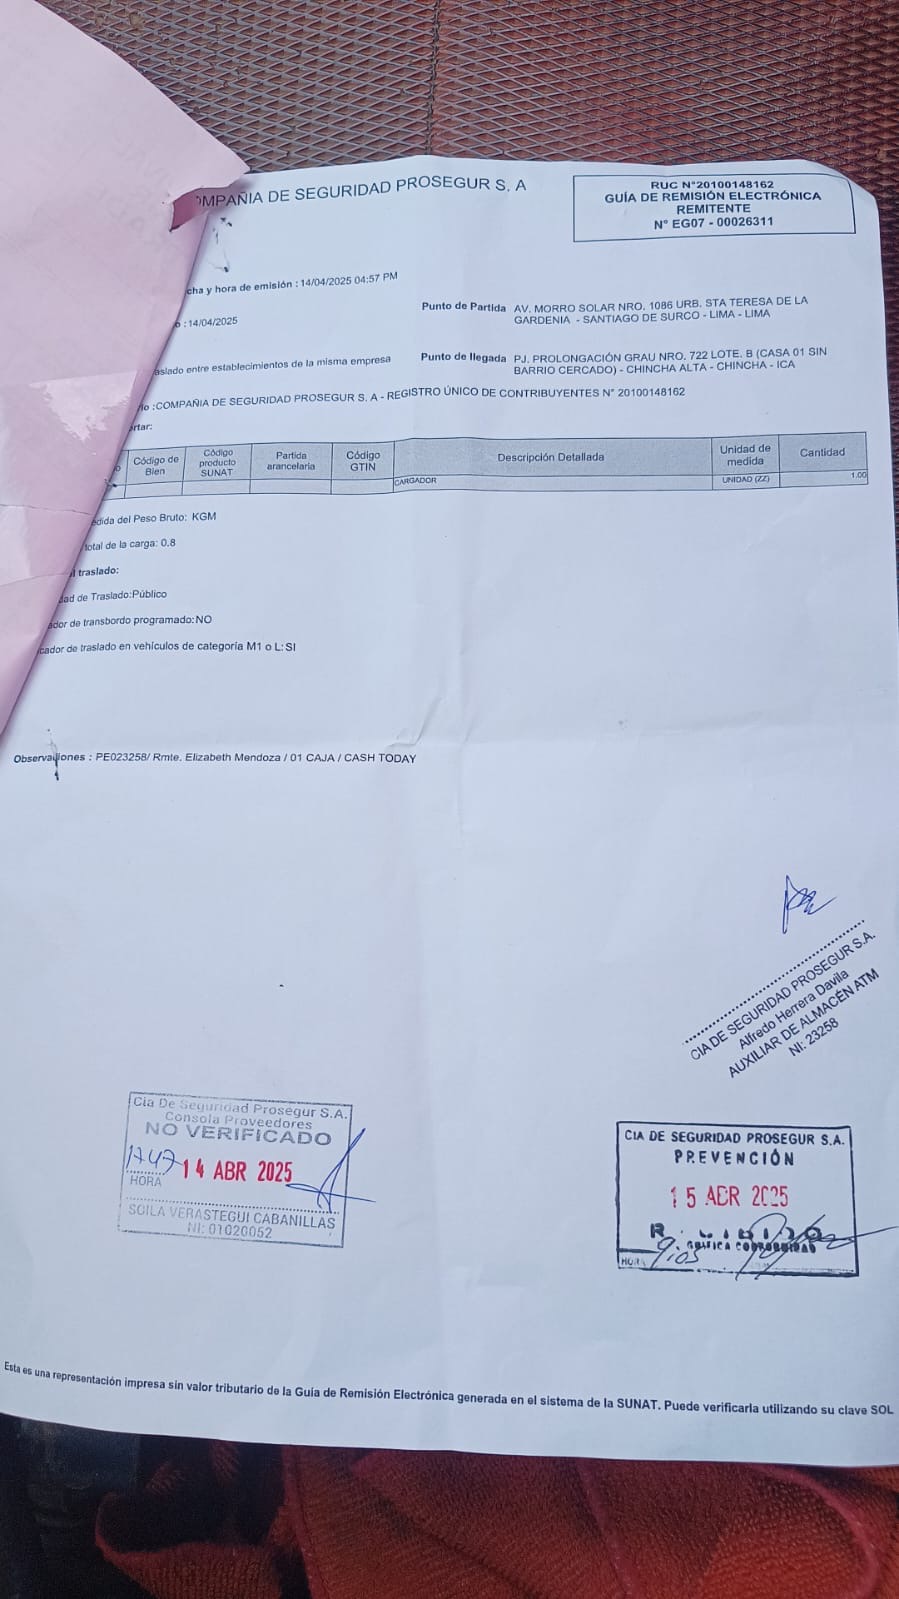 OMPAÑIA DE SEGURIDAD PROSEGUR S. A
RUC N°20100148162
GUÍA DE REMISIÓN ELECTRÓNICA
REMITENTE
N° EG07 - 00026311
cha y hora de emisión : 14/04/2025 04:57 PM
o : 14/04/2025
Punto de Partida AV. MORRO SOLAR NRO. 1086 URB. STA TERESA DE LA
GARDENIA - SANTIAGO DE SURCO - LIMA - LIMA
aslado entre establecimientos de la misma empresa
Punto de llegada PJ. PROLONGACIÓN GRAU NRO. 722 LOTE. B (CASA 01 SIN
BARRIO CERCADO) - CHINCHA ALTA - CHINCHA - ICA
rio :COMPAÑIA DE SEGURIDAD PROSEGUR S. A - REGISTRO ÚNICO DE CONTRIBUYENTES N° 20100148162
ortar:
o Código de Bien Código producto SUNAT Partida arancelaria Código GTIN Descripción Detallada Unidad de medida Cantidad
CARGADOR UNIDAD (ZZ) 1.00
edida del Peso Bruto: KGM
total de la carga: 0.8
l traslado:
dad de Traslado:Público
ador de transbordo programado:NO
cador de traslado en vehículos de categoría M1 o L: SI
Observaciones : PE023258/ Rmte. Elizabeth Mendoza / 01 CAJA / CASH TODAY
CIA DE SEGURIDAD PROSEGUR S.A.
Alfredo Herrera Davila
AUXILIAR DE ALMACÉN ATM
NI: 23258
Cia De Seguridad Prosegur S.A.
Consola Proveedores
NO VERIFICADO
17:47 14 ABR 2025
HORA
SOILA VERASTEGUI CABANILLAS
NI: 01020052
CIA DE SEGURIDAD PROSEGUR S.A.
PREVENCIÓN
15 ABR 2025
HORA
Esta es una representación impresa sin valor tributario de la Guía de Remisión Electrónica generada en el sistema de la SUNAT. Puede verificarla utilizando su clave SOL